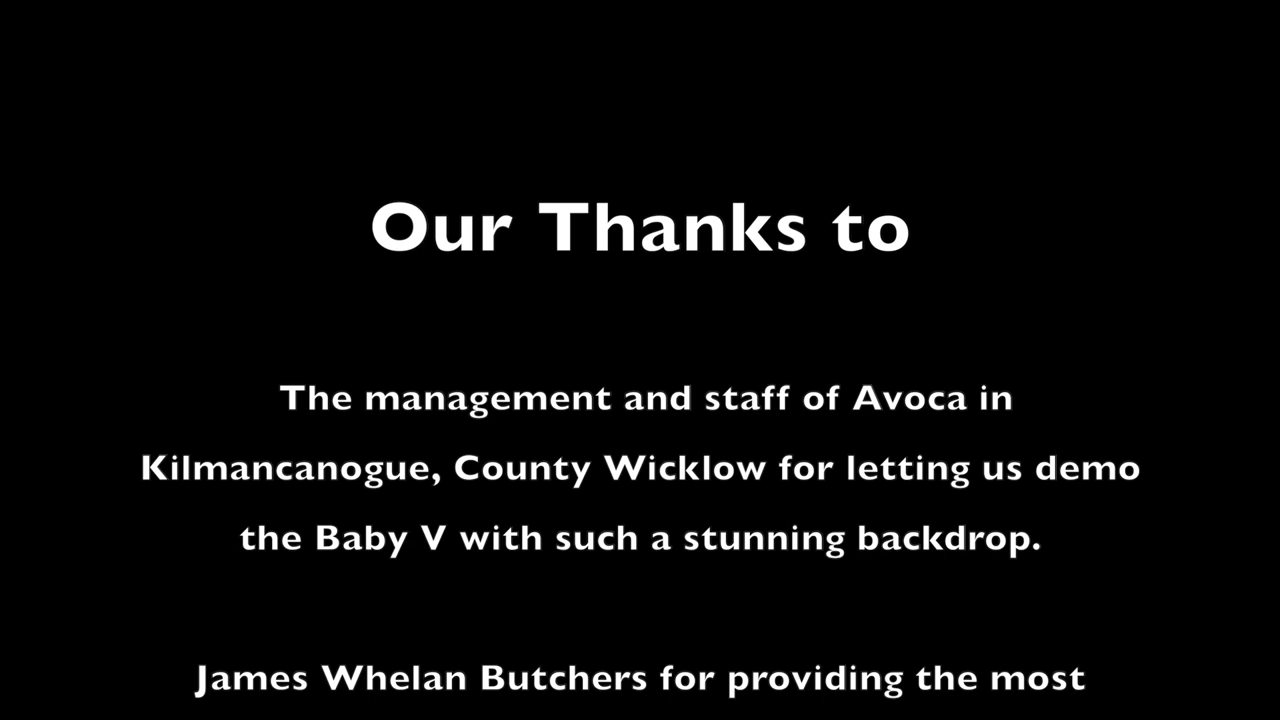 Our Thanks to
The management and staff of Avoca in
Kilmancanogue, County Wicklow for letting us demo
the Baby V with such a stunning backdrop.
James Whelan Butchers for providing the most